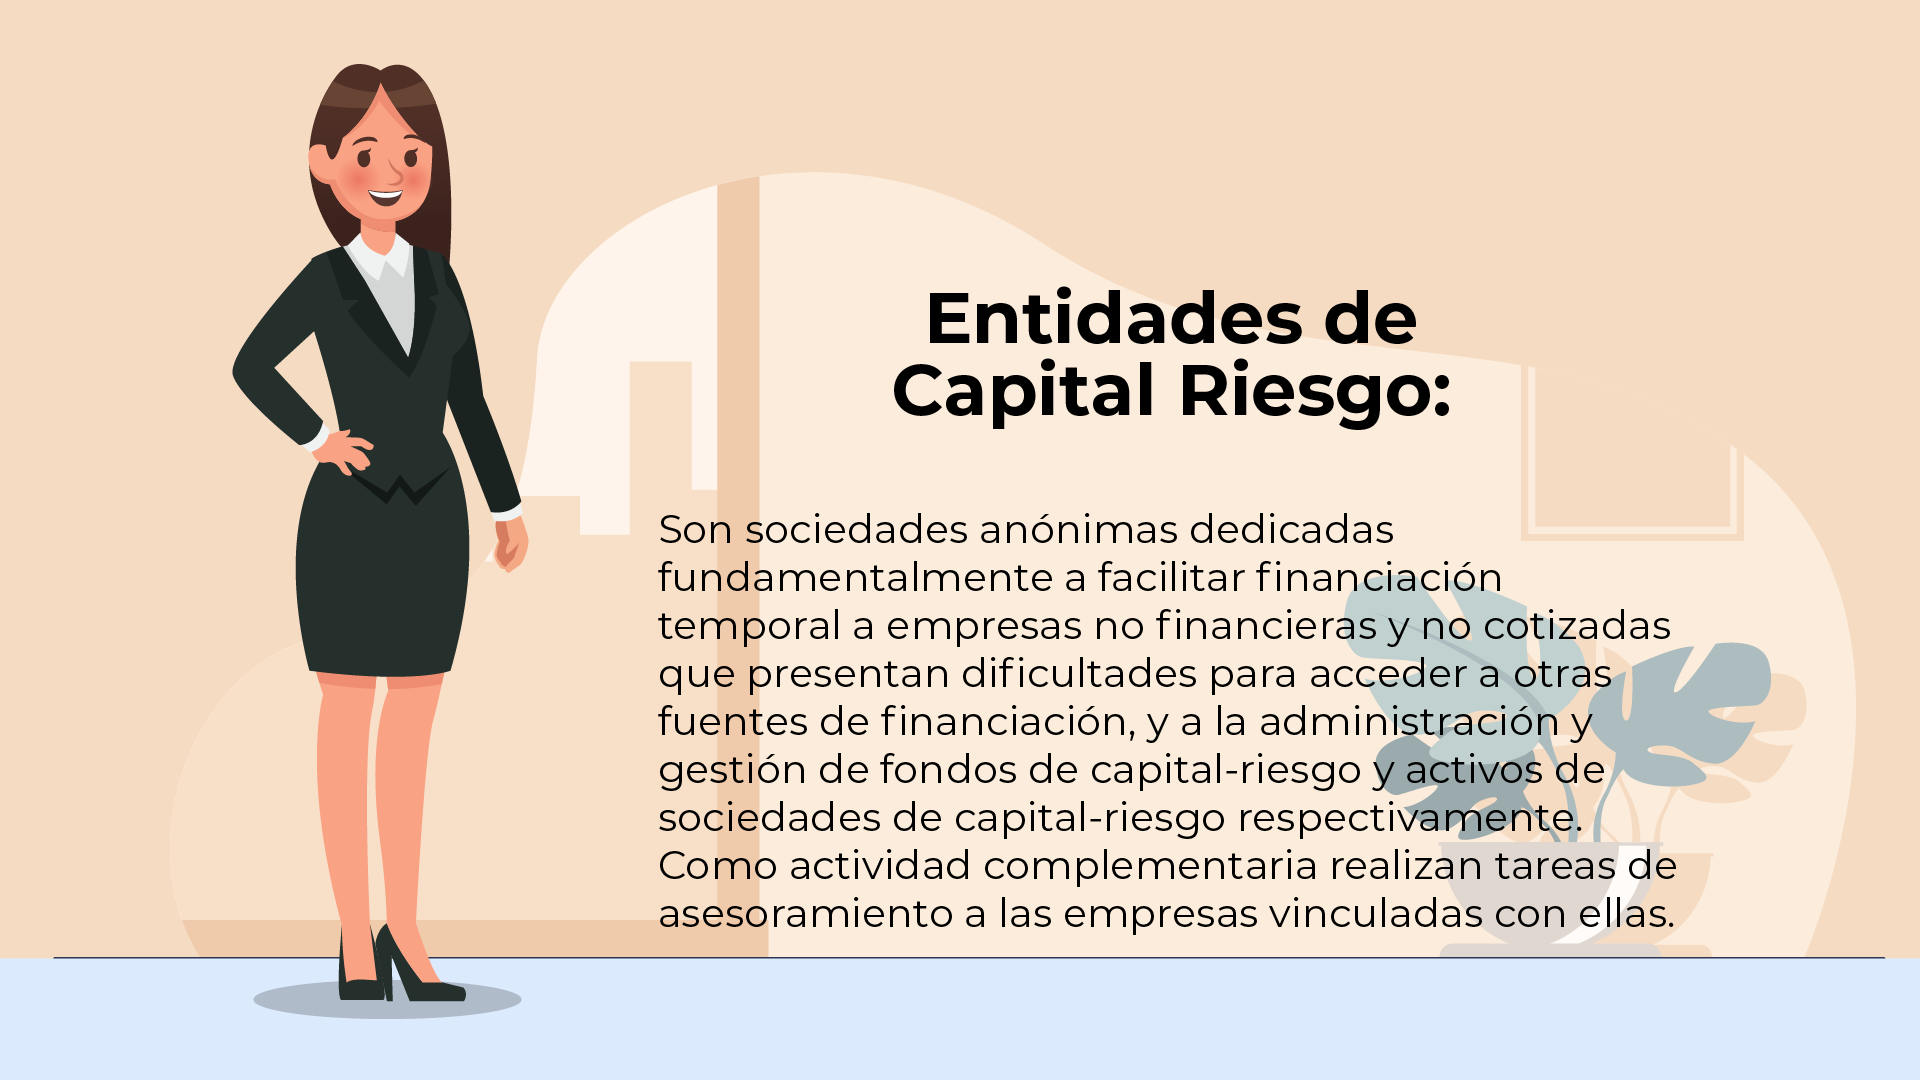 Entidades de
Capital Riesgo:
Son sociedades anónimas dedicadas
fundamentalmente a facilitar financiación
temporal a empresas no financieras y no cotizadas
que presentan dificultades para acceder a otras
fuentes de financiación, y a la administración y
gestión de fondos de capital-riesgo y activos de
sociedades de capital-riesgo respectivamente.
Como actividad complementaria realizan tareas de
asesoramiento a las empresas vinculadas con ellas.